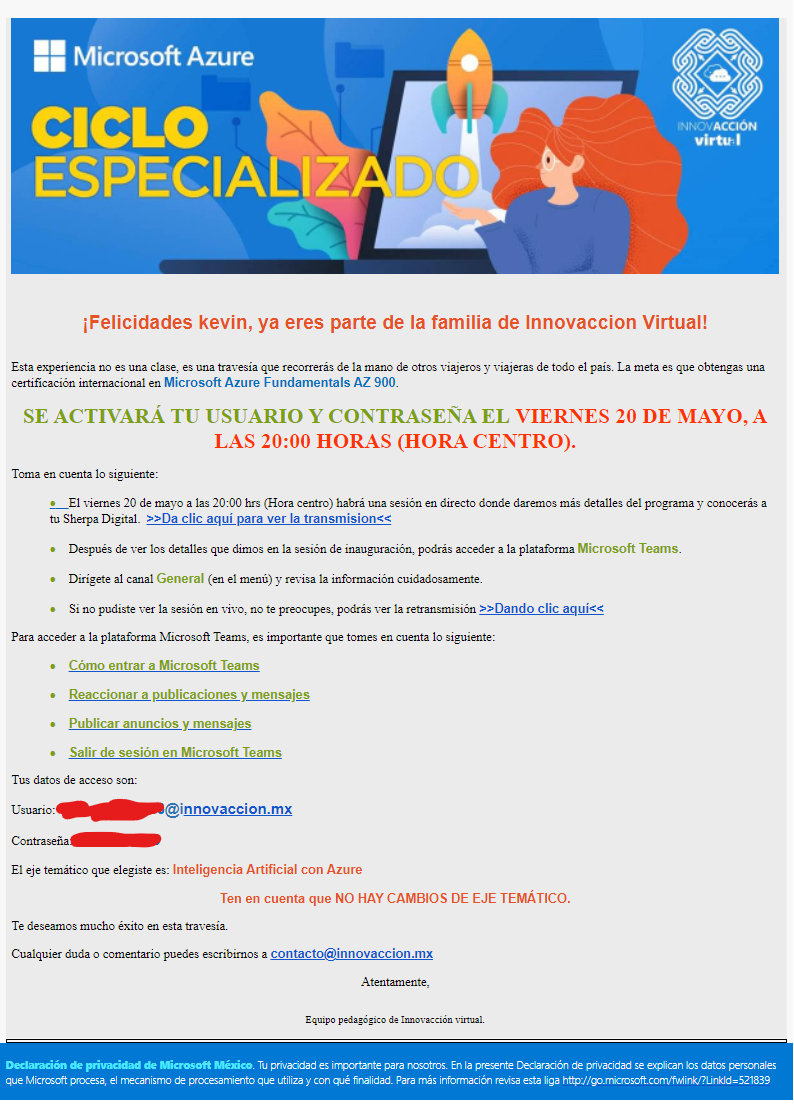 Microsoft Azure
CICLO
ESPECIALIZADO
INNOVACCIÓN
virtual
¡Felicidades kevin, ya eres parte de la familia de Innovaccion Virtual!
Esta experiencia no es una clase, es una travesía que recorrerás de la mano de otros viajeros y viajeras de todo el país. La meta es que obtengas una
certificación internacional en Microsoft Azure Fundamentals AZ 900.
SE ACTIVARÁ TU USUARIO Y CONTRASEÑA EL VIERNES 20 DE MAYO, A
LAS 20:00 HORAS (HORA CENTRO).
Toma en cuenta lo siguiente:
• El viernes 20 de mayo a las 20:00 hrs (Hora centro) habrá una sesión en directo donde daremos más detalles del programa y conocerás a
tu Sherpa Digital. >>Da clic aquí para ver la transmision<<
• Después de ver los detalles que dimos en la sesión de inauguración, podrás acceder a la plataforma Microsoft Teams.
• Dirígete al canal General (en el menú) y revisa la información cuidadosamente.
• Si no pudiste ver la sesión en vivo, no te preocupes, podrás ver la retransmisión >>Dando clic aquí<<
Para acceder a la plataforma Microsoft Teams, es importante que tomes en cuenta lo siguiente:
• Cómo entrar a Microsoft Teams
• Reaccionar a publicaciones y mensajes
• Publicar anuncios y mensajes
• Salir de sesión en Microsoft Teams
Tus datos de acceso son:
Usuario: @innovaccion.mx
Contraseña:
El eje temático que elegiste es: Inteligencia Artificial con Azure
Ten en cuenta que NO HAY CAMBIOS DE EJE TEMÁTICO.
Te deseamos mucho éxito en esta travesía.
Cualquier duda o comentario puedes escribirnos a contacto@innovaccion.mx
Atentamente,
Equipo pedagógico de Innovacción virtual.
Declaración de privacidad de Microsoft México. Tu privacidad es importante para nosotros. En la presente Declaración de privacidad se explican los datos personales
que Microsoft procesa, el mecanismo de procesamiento que utiliza y con qué finalidad. Para más información revisa esta liga http://go.microsoft.com/fwlink/?LinkId=521839